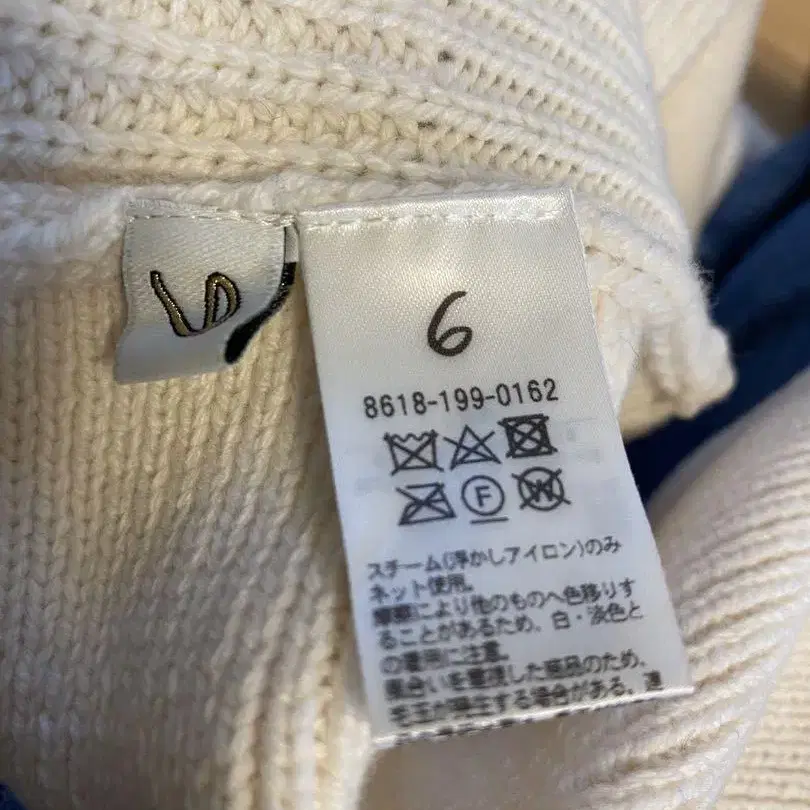 6
8618-199-0162
F
W
スチーム(浮かしアイロン)のみ
ネット使用。
摩擦により他のものへ色移りす
ることがあるため、白・淡色と
の着用に注意。
風合いを重視した商品のため、
毛玉が発生する場合がある。連